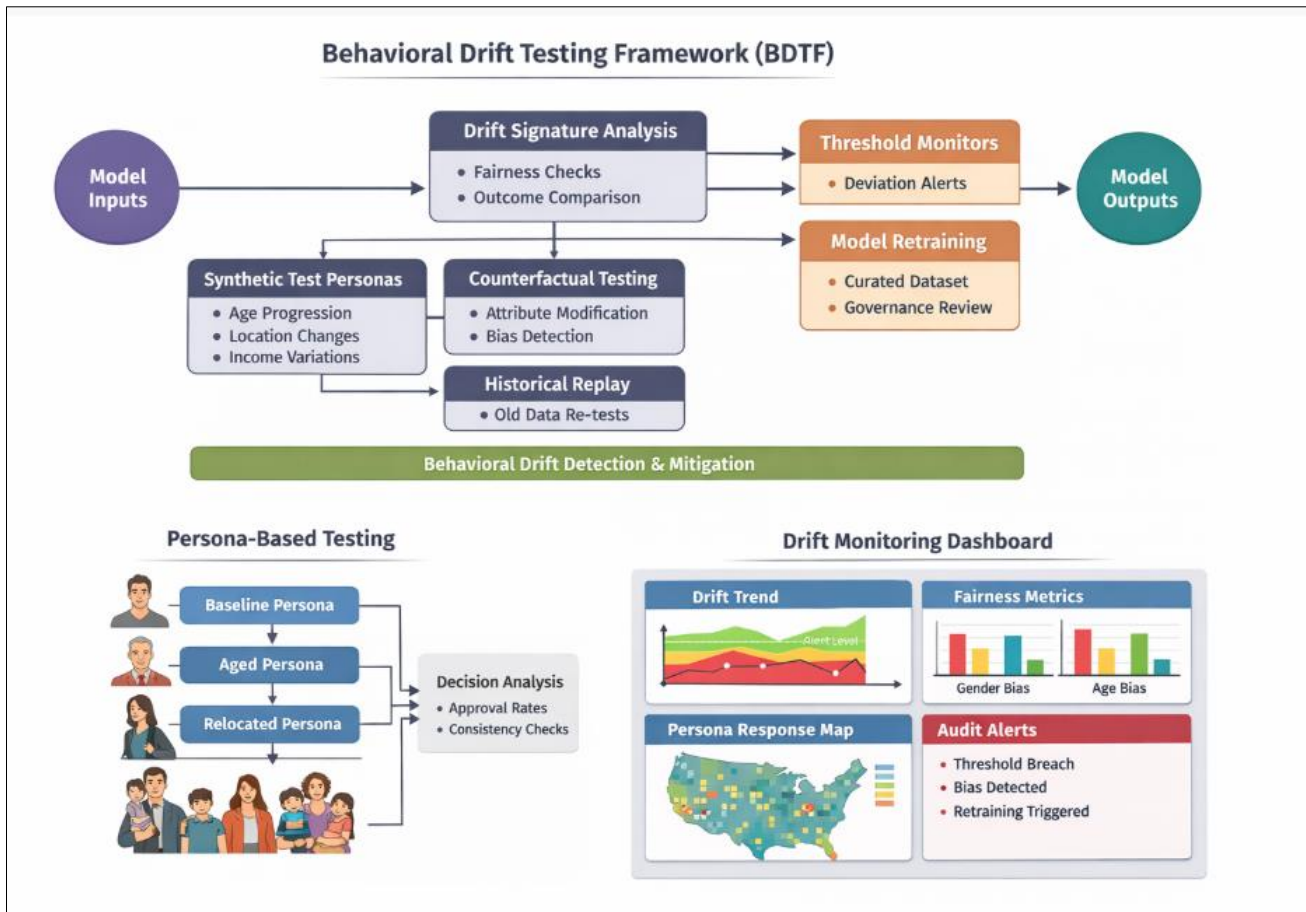 Behavioral Drift Testing Framework (BDTF)
Model
Inputs
Drift Signature Analysis
• Fairness Checks
• Outcome Comparison
Threshold Monitors
• Deviation Alerts
Model
Outputs
Model Retraining
• Curated Dataset
• Governance Review
Synthetic Test Personas
• Age Progression
• Location Changes
• Income Variations
Counterfactual Testing
• Attribute Modification
• Bias Detection
Historical Replay
• Old Data Re-tests
Behavioral Drift Detection & Mitigation
Persona-Based Testing
Baseline Persona
Aged Persona
Relocated Persona
Decision Analysis
• Approval Rates
• Consistency Checks
Drift Monitoring Dashboard
Drift Trend
Alert Level
Fairness Metrics
Gender Bias
Age Bias
Persona Response Map
Audit Alerts
• Threshold Breach
• Bias Detected
• Retraining Triggered